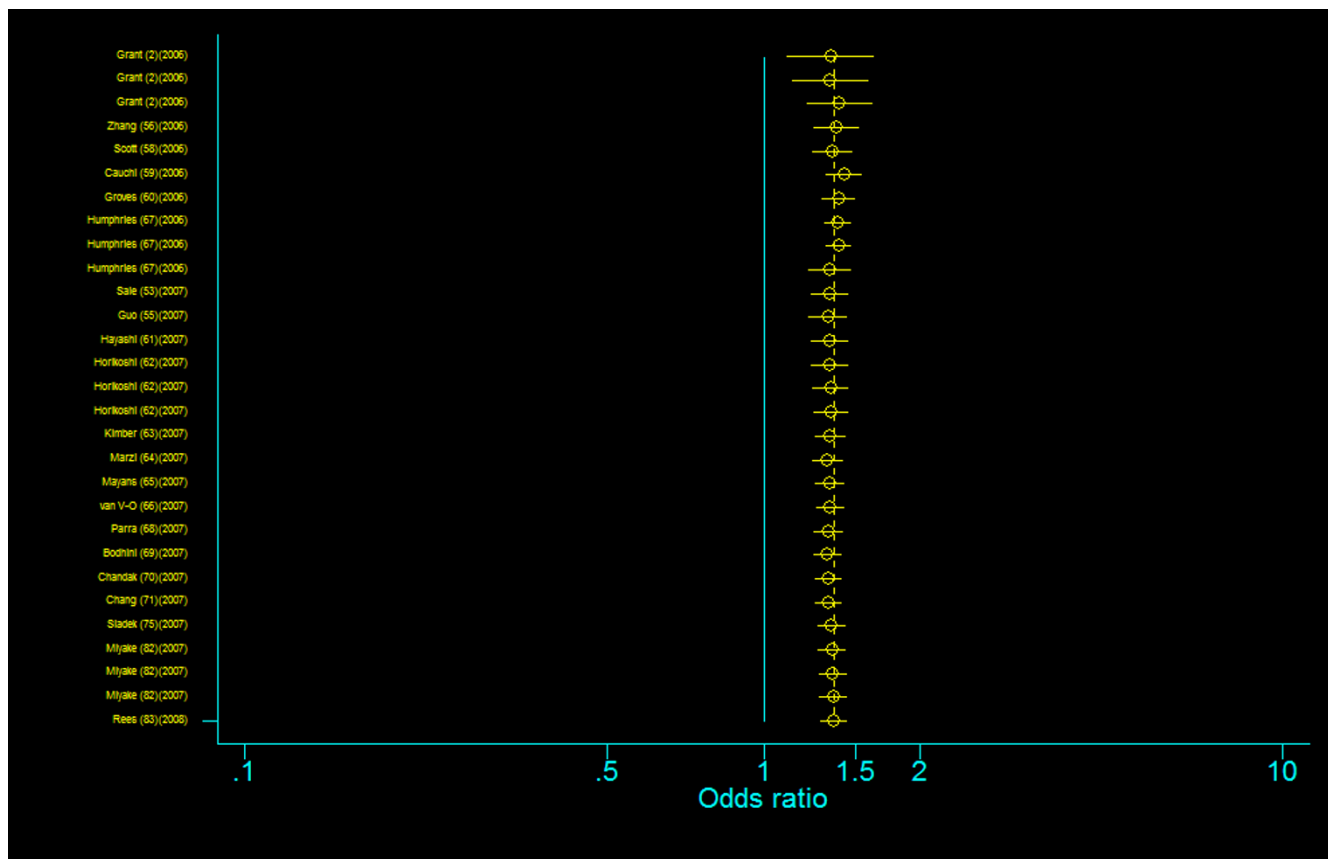 Grant (2)(2006)
Grant (2)(2006)
Grant (2)(2006)
Zhang (56)(2006)
Scott (58)(2006)
Cauchi (59)(2006)
Groves (60)(2006)
Humphries (67)(2006)
Humphries (67)(2006)
Humphries (67)(2006)
Sale (53)(2007)
Guo (55)(2007)
Hayashi (61)(2007)
Horikoshi (62)(2007)
Horikoshi (62)(2007)
Horikoshi (62)(2007)
Kimber (63)(2007)
Marzi (64)(2007)
Mayans (65)(2007)
van V-O (66)(2007)
Parra (68)(2007)
Bodhini (69)(2007)
Chandak (70)(2007)
Chang (71)(2007)
Sladek (75)(2007)
Miyake (82)(2007)
Miyake (82)(2007)
Miyake (82)(2007)
Rees (83)(2008)
.1 .5 1 1.5 2 10
Odds ratio